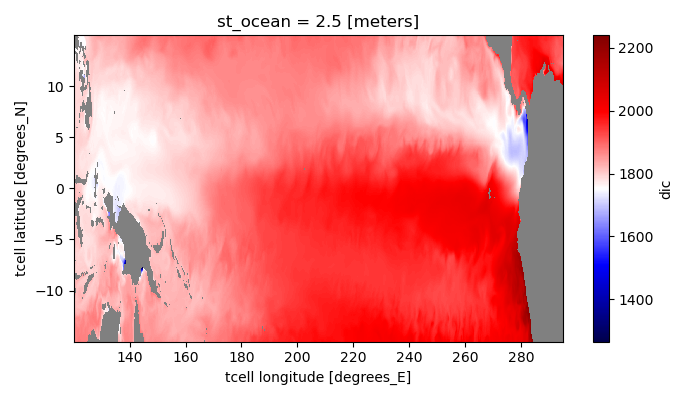 st_ocean = 2.5 [meters]
10
5
0
−5
−10
tcell latitude [degrees_N]
140 160 180 200 220 240 260 280
tcell longitude [degrees_E]
2200
2000
1800
1600
1400
dic